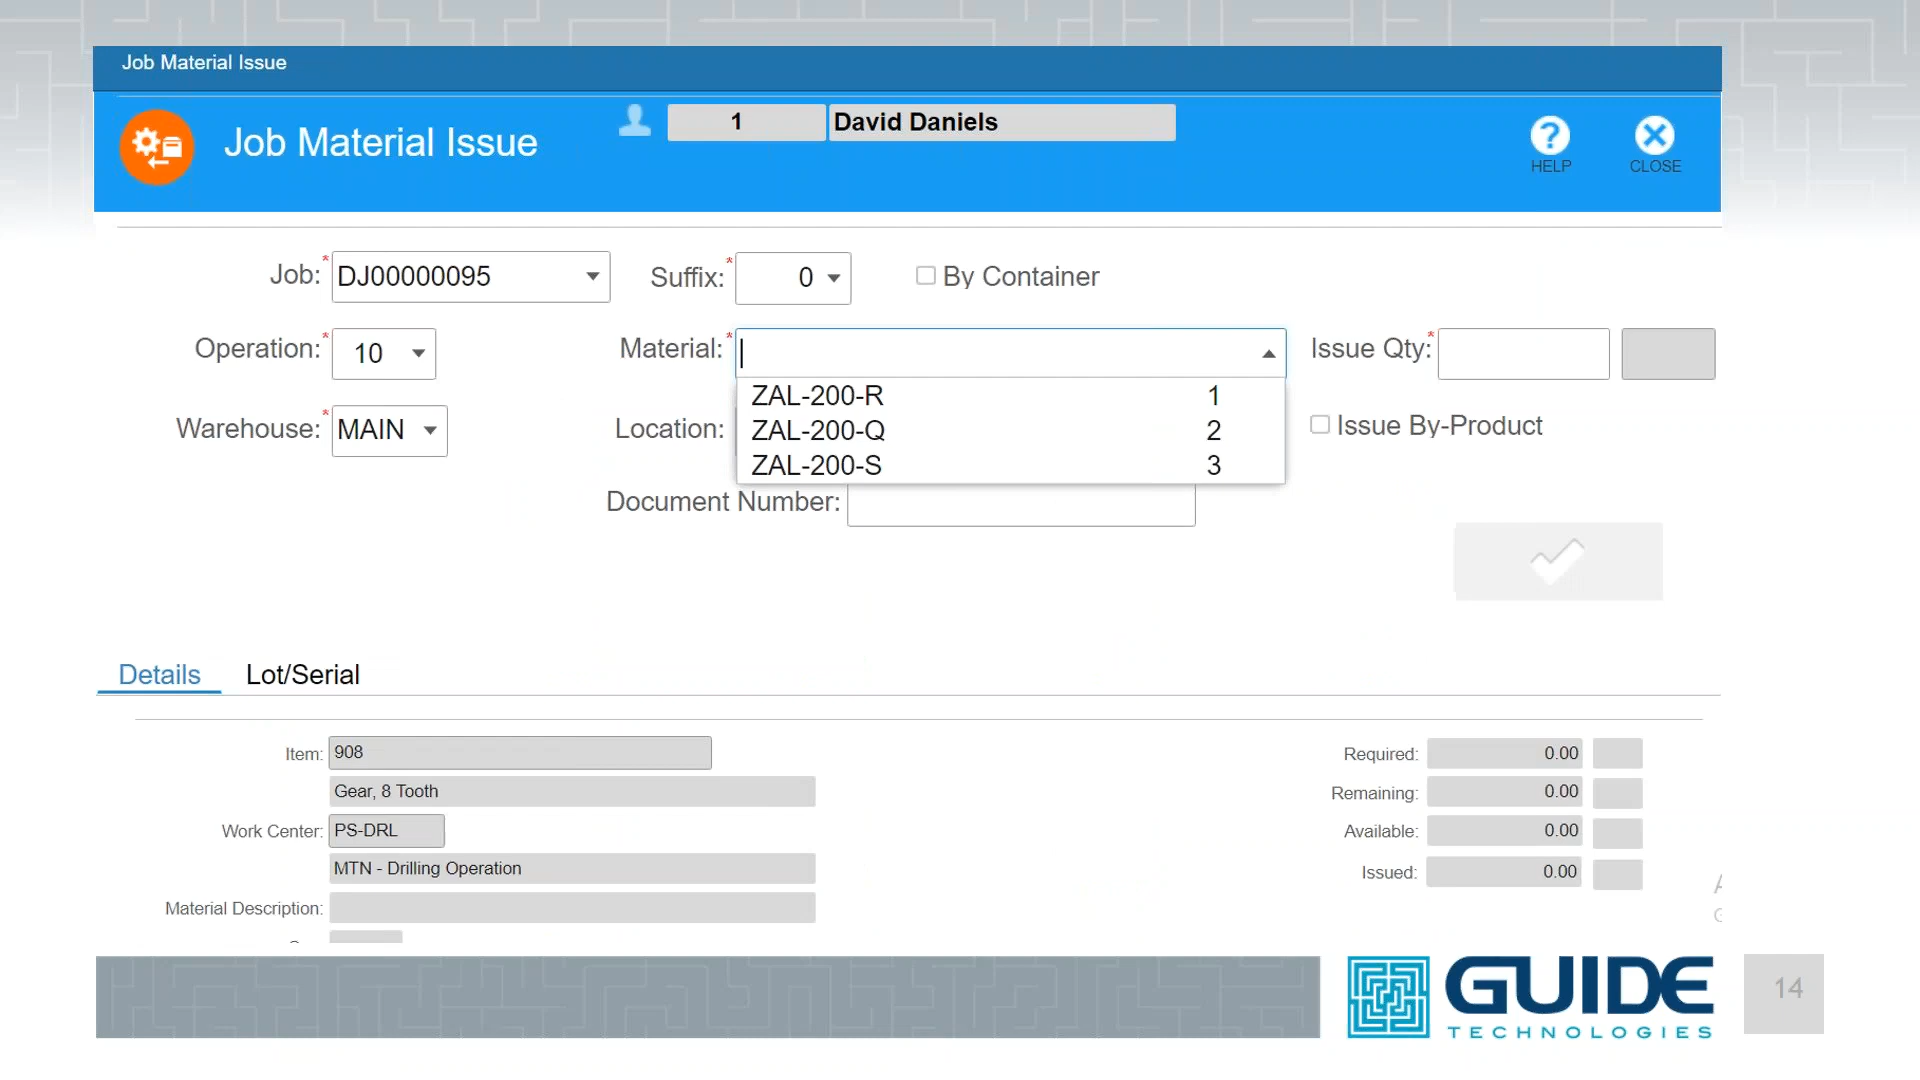 Job Material Issue
Job Material Issue
1 David Daniels
HELP
CLOSE
Job:* DJ00000095
Suffix:* 0
By Container
Operation:* 10
Material:*
Issue Qty:*
ZAL-200-R 1
ZAL-200-Q 2
ZAL-200-S 3
Warehouse:* MAIN
Location:
Issue By-Product
Document Number:
Details
Lot/Serial
Item: 908
Gear, 8 Tooth
Work Center: PS-DRL
MTN - Drilling Operation
Material Description:
Required: 0.00
Remaining: 0.00
Available: 0.00
Issued: 0.00
GUIDE
TECHNOLOGIES
14